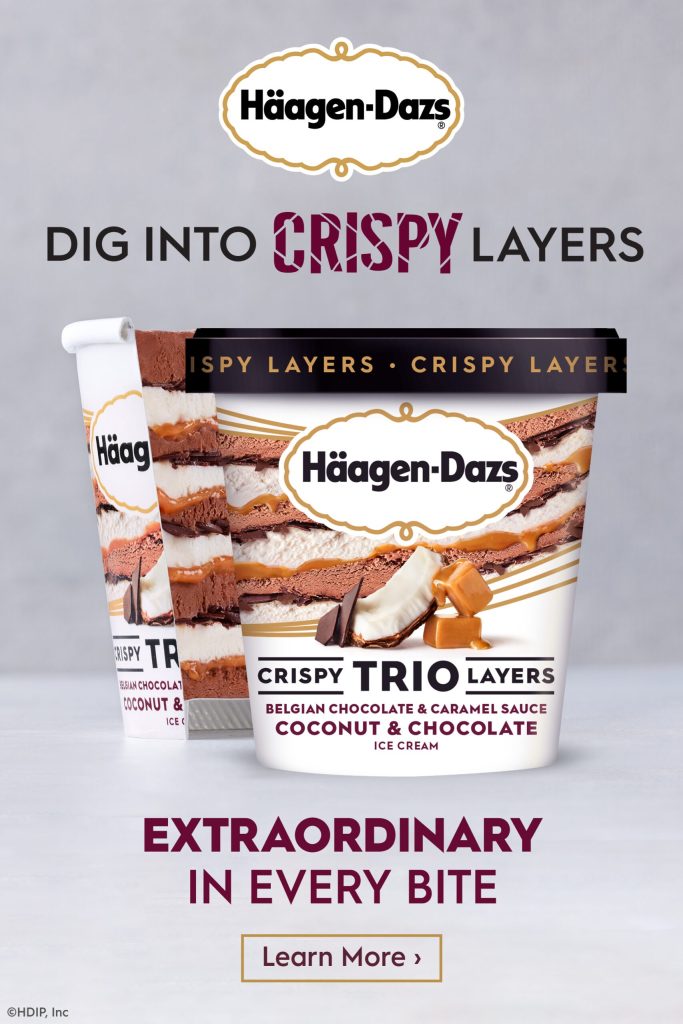 Häagen-Dazs®
DIG INTO CRISPY LAYERS
ISPY LAYERS • CRISPY LAYERS
Häag
Häagen-Dazs®
CRISPY TR
BELGIAN CHOCOLAT
COCONUT &
ICE C
CRISPY TRIO LAYERS
BELGIAN CHOCOLATE & CARAMEL SAUCE
COCONUT & CHOCOLATE
ICE CREAM
EXTRAORDINARY
IN EVERY BITE
Learn More ›
©HDIP, Inc